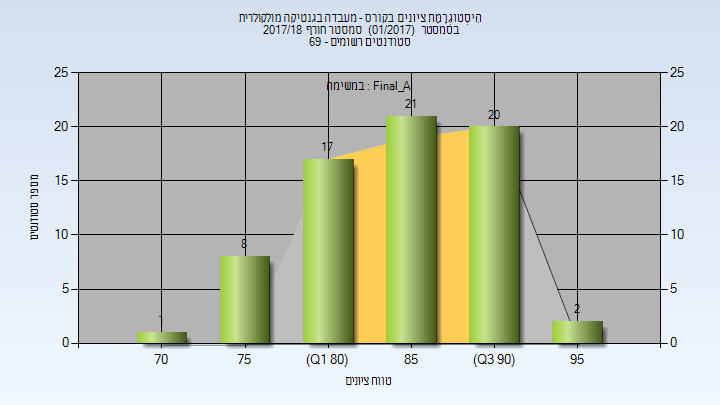 הִיסְטוֹגְרָמַת ציונים בקורס - מעבדה בגנטיקה מולקולרית
בסמסטר (01/2017) סמסטר חורף 2017/18
סטודנטים רשומים - 69
במשימה : Final_A
25 25
20 20
15 15
10 10
5 5
0 0
1 8 17 21 20 2
מספר סטודנטים
70 75 (Q1 80) 85 (Q3 90) 95
טווח ציונים